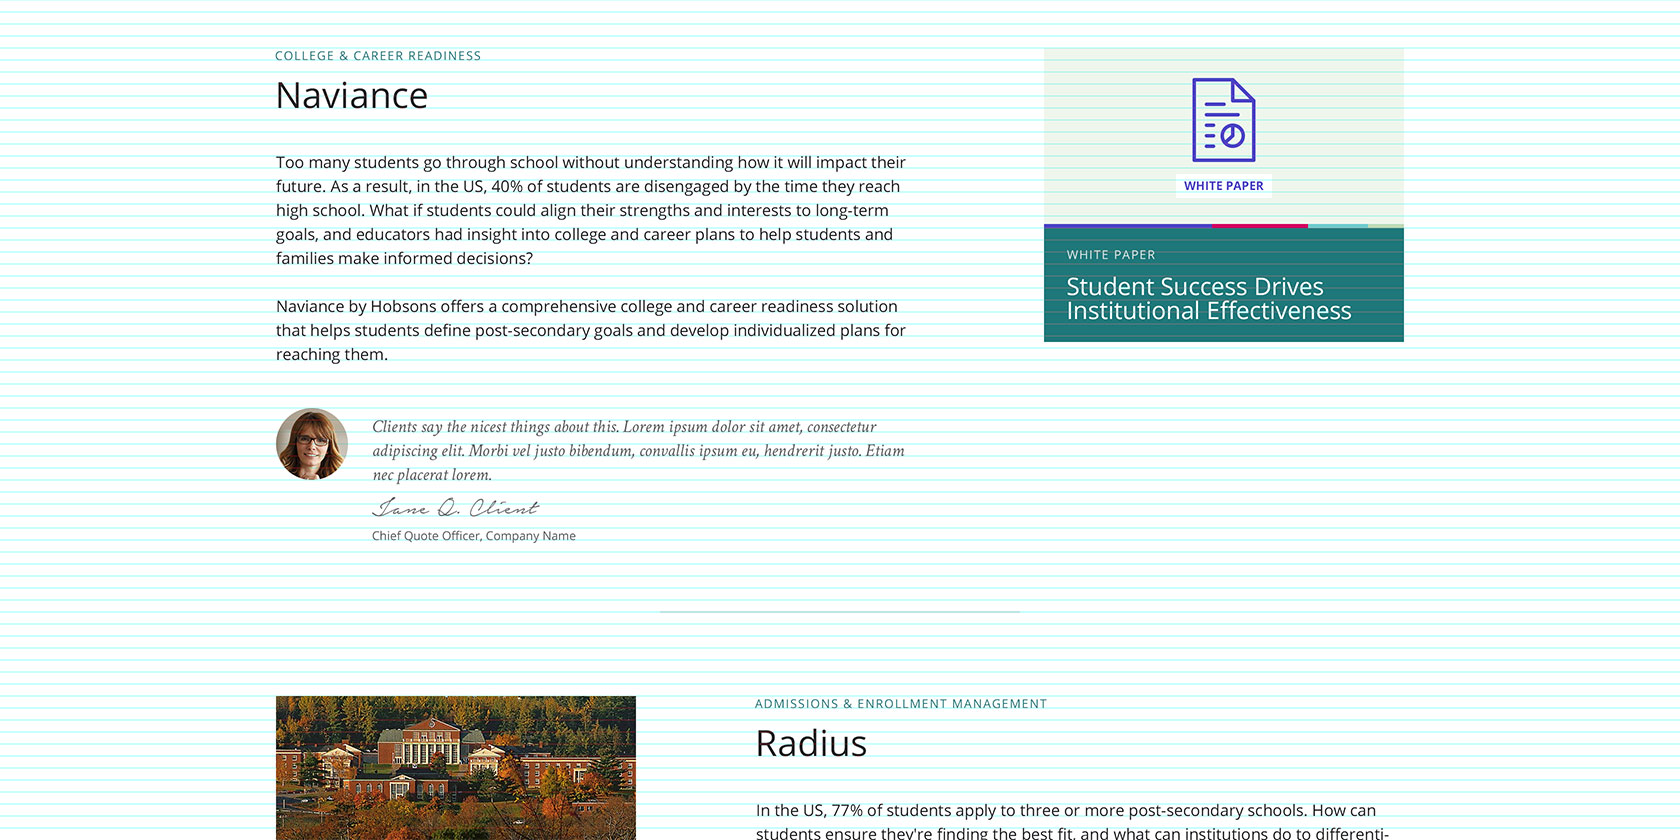 COLLEGE & CAREER READINESS
Naviance
Too many students go through school without understanding how it will impact their
future. As a result, in the US, 40% of students are disengaged by the time they reach
high school. What if students could align their strengths and interests to long-term
goals, and educators had insight into college and career plans to help students and
families make informed decisions?
Naviance by Hobsons offers a comprehensive college and career readiness solution
that helps students define post-secondary goals and develop individualized plans for
reaching them.
Clients say the nicest things about this. Lorem ipsum dolor sit amet, consectetur
adipiscing elit. Morbi vel justo bibendum, convallis ipsum eu, hendrerit justo. Etiam
nec placerat lorem.
Jane Q. Client
Chief Quote Officer, Company Name
WHITE PAPER
WHITE PAPER
Student Success Drives
Institutional Effectiveness
ADMISSIONS & ENROLLMENT MANAGEMENT
Radius
In the US, 77% of students apply to three or more post-secondary schools. How can
students ensure they're finding the best fit, and what can institutions do to differenti-